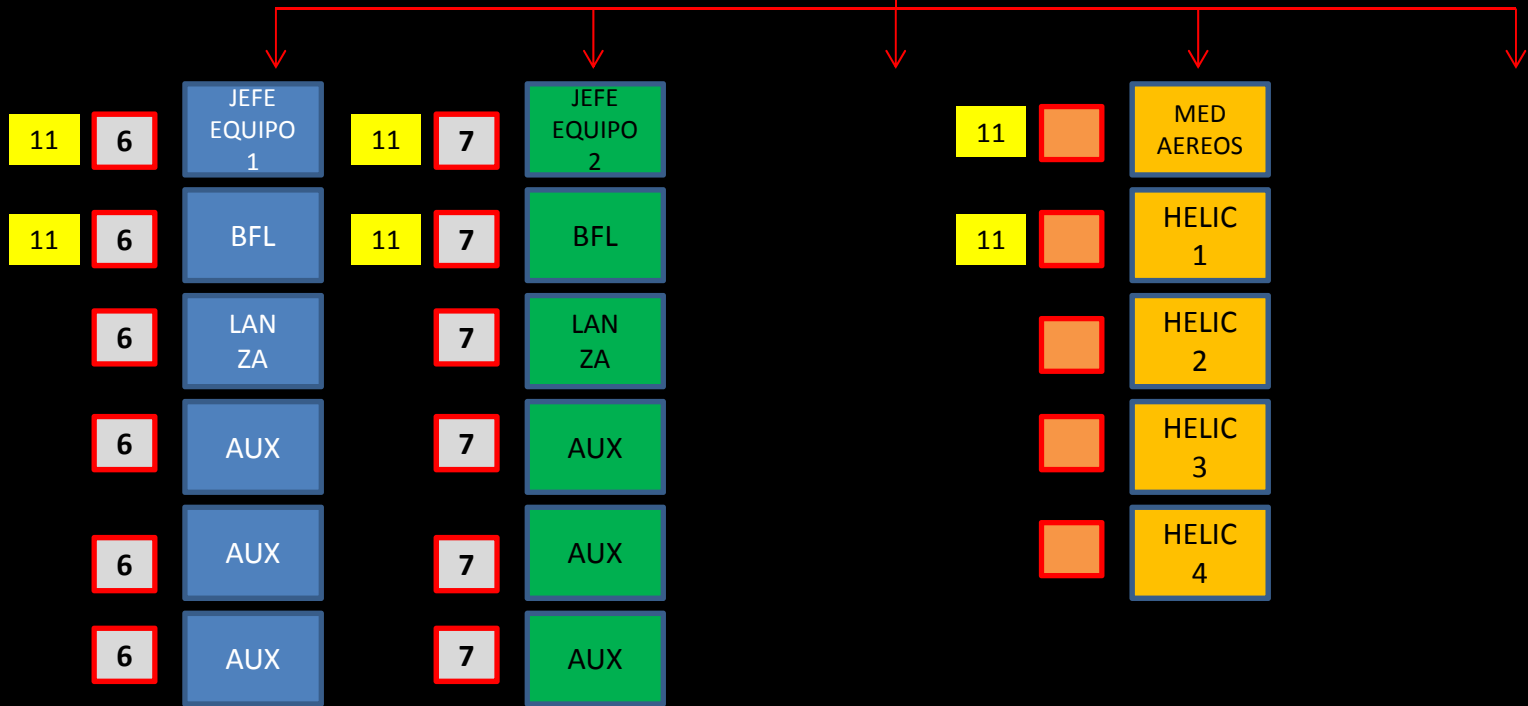 11
6
JEFE
EQUIPO
1
11
7
JEFE
EQUIPO
2
11
MED
AEREOS
11
6
BFL
11
7
BFL
11
HELIC
1
6
LAN
ZA
7
LAN
ZA
HELIC
2
6
AUX
7
AUX
HELIC
3
6
AUX
7
AUX
HELIC
4
6
AUX
7
AUX